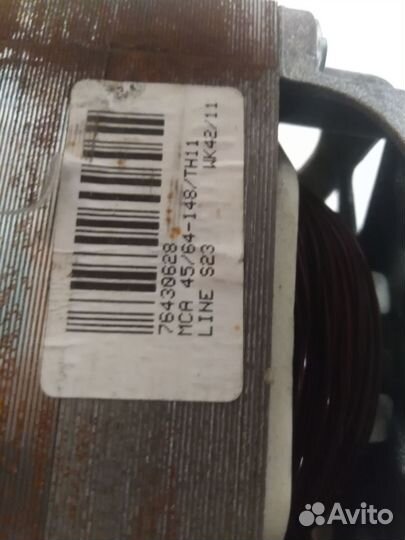 76430628
MCA 45/64-148/TH11
LINE S23 WK42/11
Avito